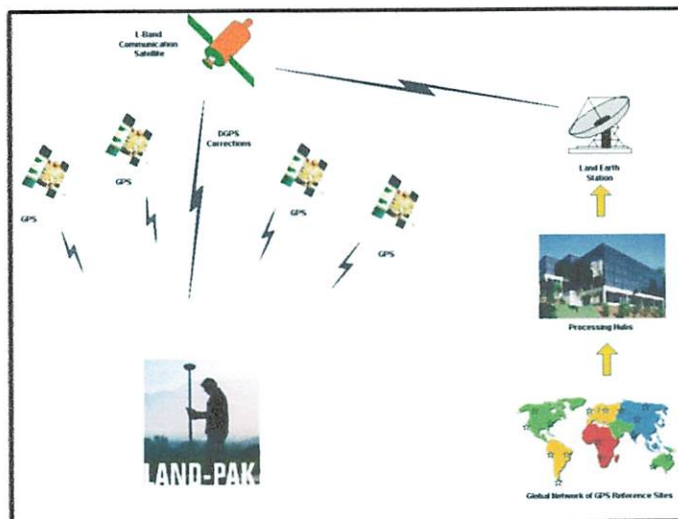 L-Band
Communication
Satellite
DGPS
Corrections
GPS
GPS
GPS
GPS
Land Earth
Station
Processing Hubs
LAND-PAK
Global Network of GPS Reference Sites